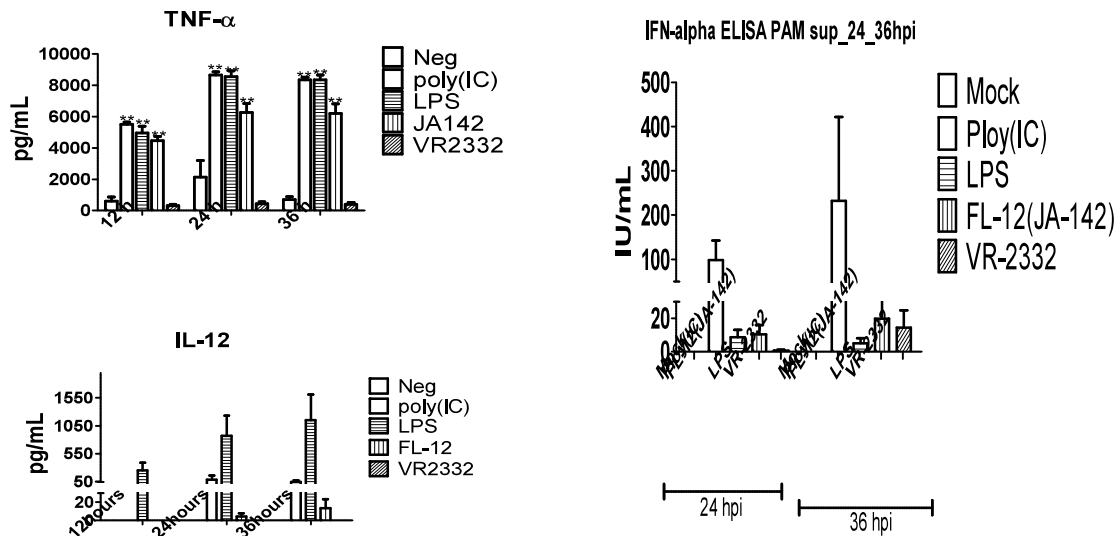 TNF-α
Neg
poly(IC)
LPS
JA142
VR2332
pg/mL
10000
8000
6000
4000
2000
0
** ** **
** ** **
** ** **
12 h
24 h
36 h
IL-12
Neg
poly(IC)
LPS
FL-12
VR2332
pg/mL
1550
1050
550
50
20
0
12hours
24hours
36hours
IFN-alpha ELISA PAM sup_24_36hpi
Mock
Ploy(IC)
LPS
FL-12(JA-142)
VR-2332
IU/mL
500
400
300
200
100
20
0
LPS
LPS
24 hpi
36 hpi